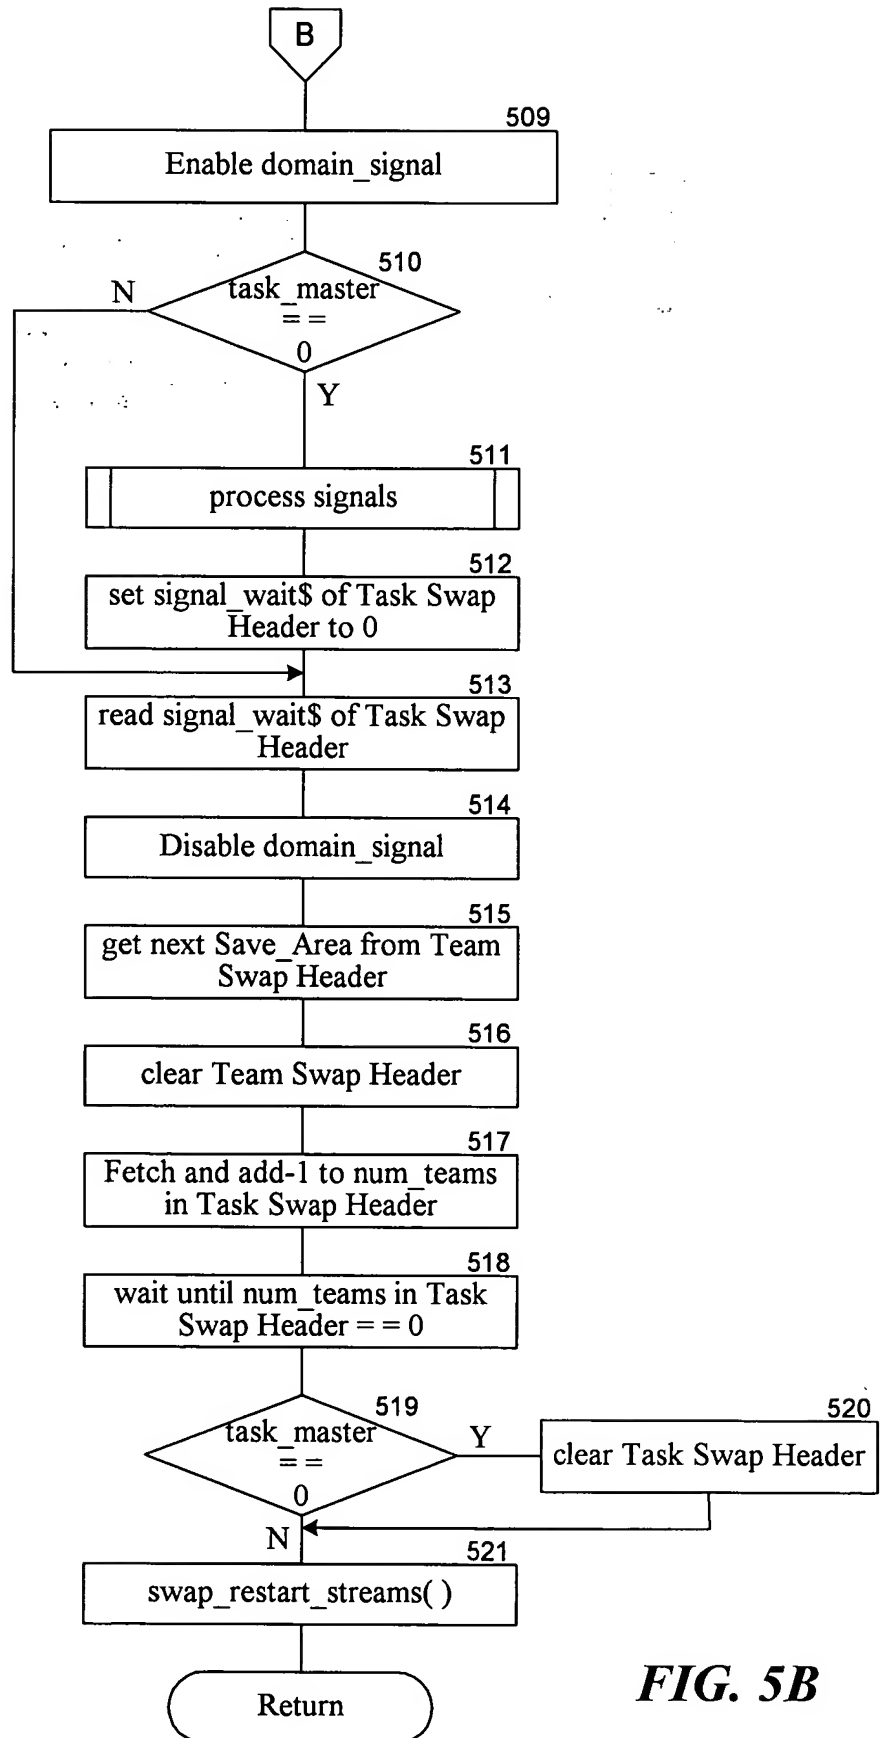 B
509
Enable domain_signal
510
N
task_master
= =
0
Y
511
process signals
512
set signal_wait$ of Task Swap
Header to 0
513
read signal_wait$ of Task Swap
Header
514
Disable domain_signal
515
get next Save_Area from Team
Swap Header
516
clear Team Swap Header
517
Fetch and add-1 to num_teams
in Task Swap Header
518
wait until num_teams in Task
Swap Header = = 0
519
task_master
= =
0
Y
520
clear Task Swap Header
N
521
swap_restart_streams( )
Return
FIG. 5B